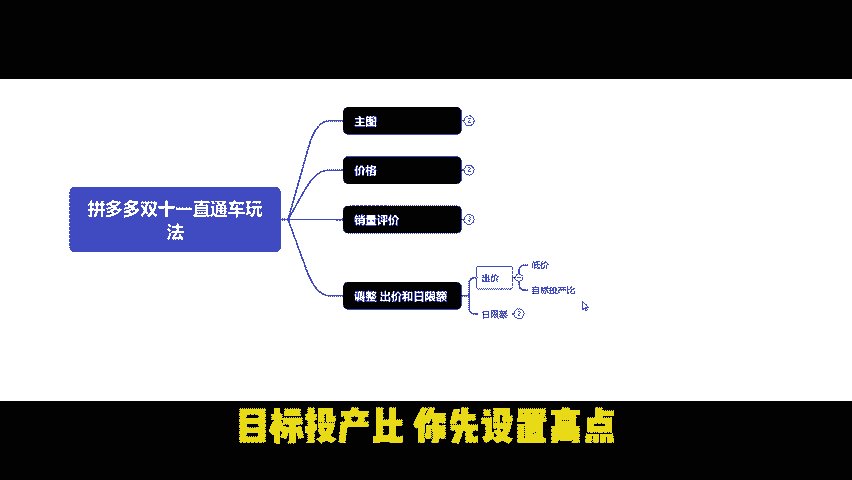 拼多多双十一直通车玩
法
主图
2
价格
2
销量评价
3
调整 出价和日限额
出价
低价
目标投产比
日限额
2
目标投产比 你先设置高点